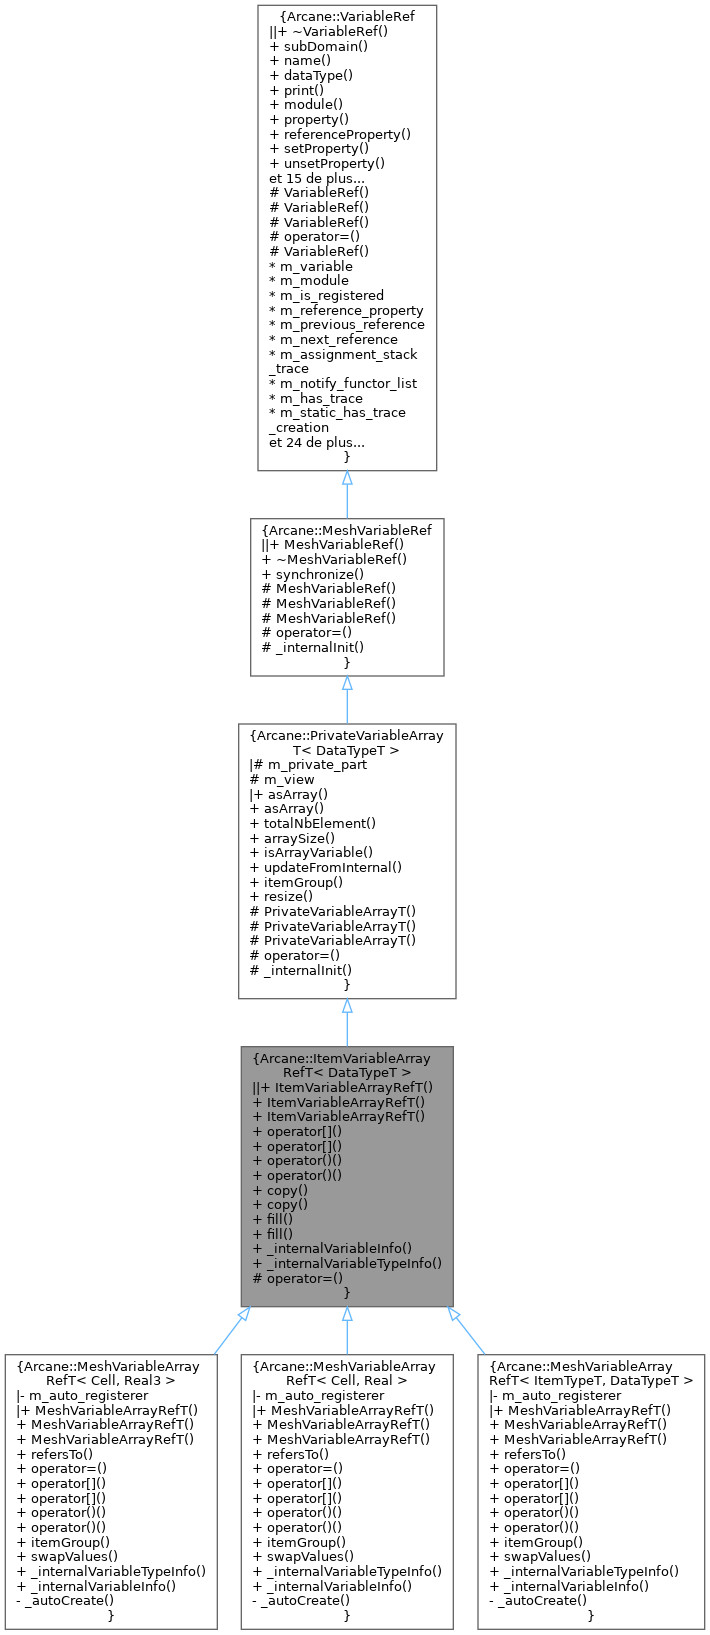 {Arcane::VariableRef
||+ ~VariableRef()
+ subDomain()
+ name()
+ dataType()
+ print()
+ module()
+ property()
+ referenceProperty()
+ setProperty()
+ unsetProperty()
et 15 de plus...
# VariableRef()
# VariableRef()
# VariableRef()
# operator=()
# VariableRef()
* m_variable
* m_module
* m_is_registered
* m_reference_property
* m_previous_reference
* m_next_reference
* m_assignment_stack
_trace
* m_notify_functor_list
* m_has_trace
* m_static_has_trace
_creation
et 24 de plus...
}
{Arcane::MeshVariableRef
||+ MeshVariableRef()
+ ~MeshVariableRef()
+ synchronize()
# MeshVariableRef()
# MeshVariableRef()
# MeshVariableRef()
# operator=()
# _internalInit()
}
{Arcane::PrivateVariableArray
T< DataTypeT >
|# m_private_part
# m_view
|+ asArray()
+ asArray()
+ totalNbElement()
+ arraySize()
+ isArrayVariable()
+ updateFromInternal()
+ itemGroup()
+ resize()
# PrivateVariableArrayT()
# PrivateVariableArrayT()
# PrivateVariableArrayT()
# operator=()
# _internalInit()
}
{Arcane::ItemVariableArray
RefT< DataTypeT >
||+ ItemVariableArrayRefT()
+ ItemVariableArrayRefT()
+ ItemVariableArrayRefT()
+ operator[]()
+ operator[]()
+ operator()()
+ operator()()
+ copy()
+ copy()
+ fill()
+ fill()
+ _internalVariableInfo()
+ _internalVariableTypeInfo()
# operator=()
}
{Arcane::MeshVariableArray
RefT< Cell, Real3 >
|- m_auto_registerer
|+ MeshVariableArrayRefT()
+ MeshVariableArrayRefT()
+ MeshVariableArrayRefT()
+ refersTo()
+ operator=()
+ operator[]()
+ operator[]()
+ operator()()
+ operator()()
+ itemGroup()
+ swapValues()
+ _internalVariableTypeInfo()
+ _internalVariableInfo()
- _autoCreate()
}
{Arcane::MeshVariableArray
RefT< Cell, Real >
|- m_auto_registerer
|+ MeshVariableArrayRefT()
+ MeshVariableArrayRefT()
+ MeshVariableArrayRefT()
+ refersTo()
+ operator=()
+ operator[]()
+ operator[]()
+ operator()()
+ operator()()
+ itemGroup()
+ swapValues()
+ _internalVariableTypeInfo()
+ _internalVariableInfo()
- _autoCreate()
}
{Arcane::MeshVariableArray
RefT< ItemTypeT, DataTypeT >
|- m_auto_registerer
|+ MeshVariableArrayRefT()
+ MeshVariableArrayRefT()
+ MeshVariableArrayRefT()
+ refersTo()
+ operator=()
+ operator[]()
+ operator[]()
+ operator()()
+ operator()()
+ itemGroup()
+ swapValues()
+ _internalVariableTypeInfo()
+ _internalVariableInfo()
- _autoCreate()
}